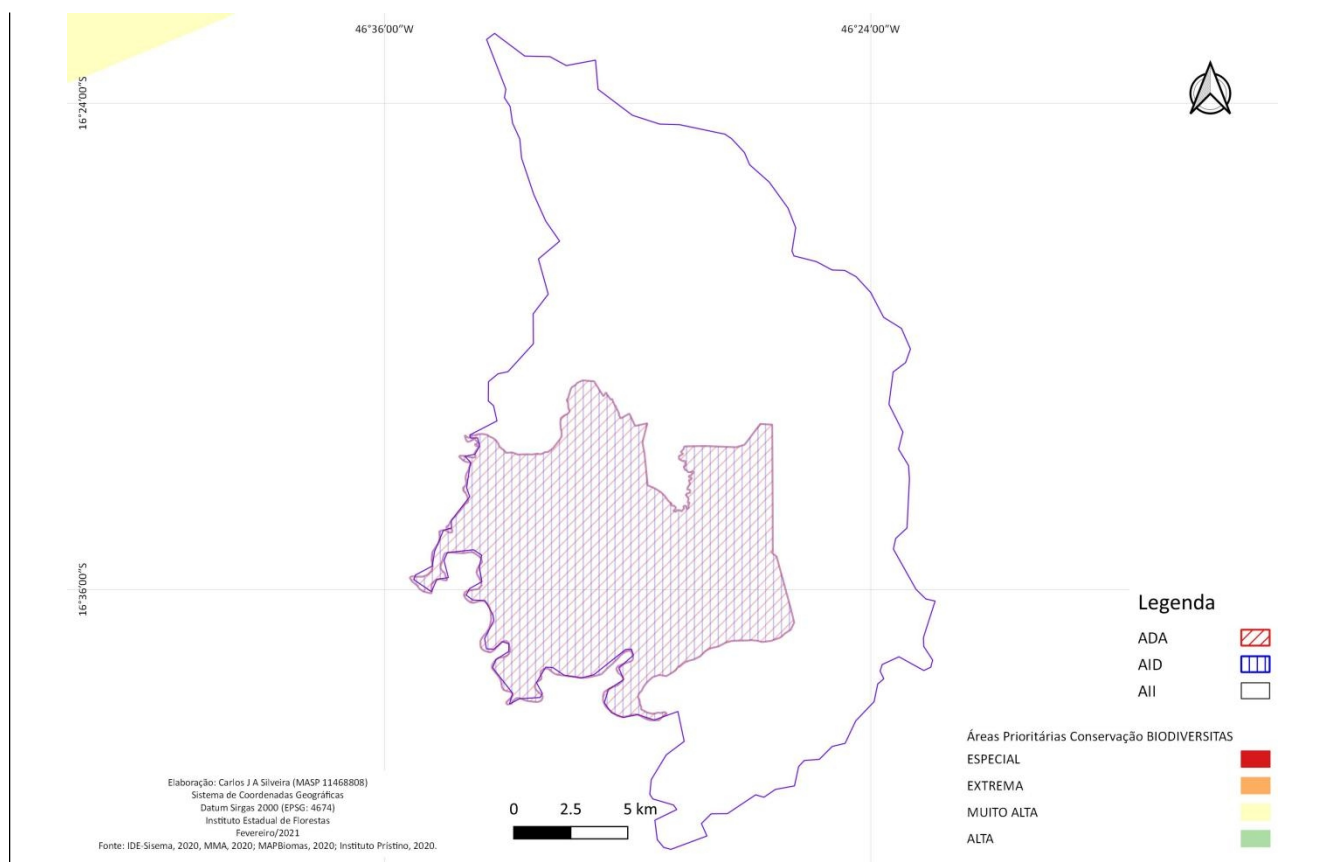 46°36'00"W
46°24'00"W
16°24'00"S
16°36'00"S
Legenda
ADA
AID
AII
Áreas Prioritárias Conservação BIODIVERSITAS
ESPECIAL
EXTREMA
MUITO ALTA
ALTA
Elaboração: Carlos J A Silveira (MASP 11468808)
Sistema de Coordenadas Geográficas
Datum Sirgas 2000 (EPSG: 4674)
Instituto Estadual de Florestas
Fevereiro/2021
Fonte: IDE-Sisema, 2020, MMA, 2020; MAPBiomas, 2020; Instituto Prístino, 2020.
0 2.5 5 km